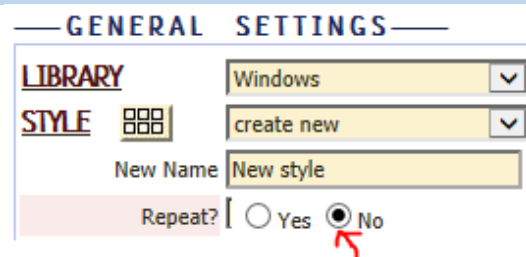 GENERAL SETTINGS
LIBRARY Windows
STYLE create new
New Name New style
Repeat? Yes No